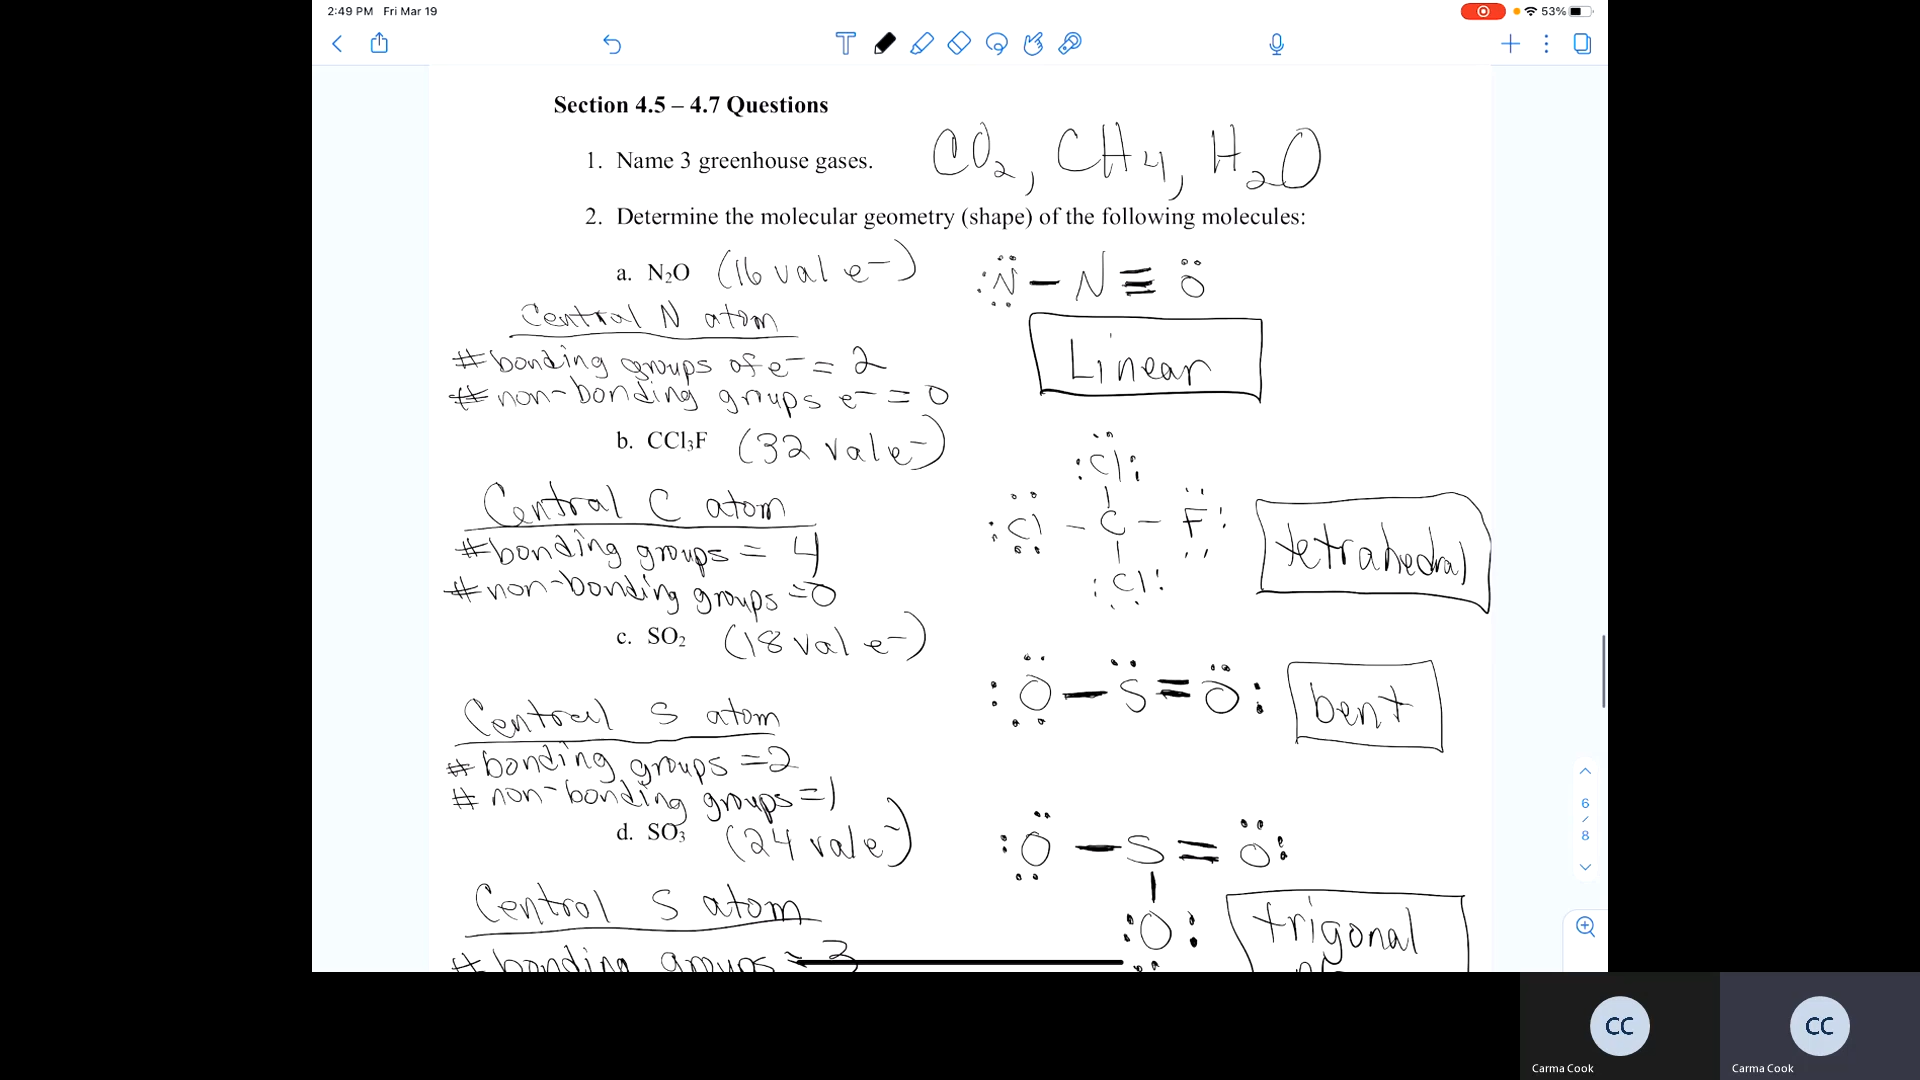 2:49 PM Fri Mar 19
53%
Section 4.5 – 4.7 Questions
1. Name 3 greenhouse gases. CO₂, CH4, H₂O
2. Determine the molecular geometry (shape) of the following molecules:
a. N₂O (16 val e⁻) :N̈ – N ≡ Ö
Central N atom
# bonding groups of e⁻ = 2
Linear
# non-bonding groups e⁻ = 0
b. CCl₃F (32 val e⁻)
:Cl:
:Cl – C – F:
:Cl:
tetrahedral
Central C atom
# bonding groups = 4
# non-bonding groups = 0
c. SO₂ (18 val e⁻)
:O – S = O:
bent
Central S atom
# bonding groups = 2
# non-bonding groups = 1
d. SO₃ (24 val e⁻)
:O – S = O:
:O:
Central S atom
trigonal
# bonding groups = 3
6
/
8
CC
CC
Carma Cook
Carma Cook